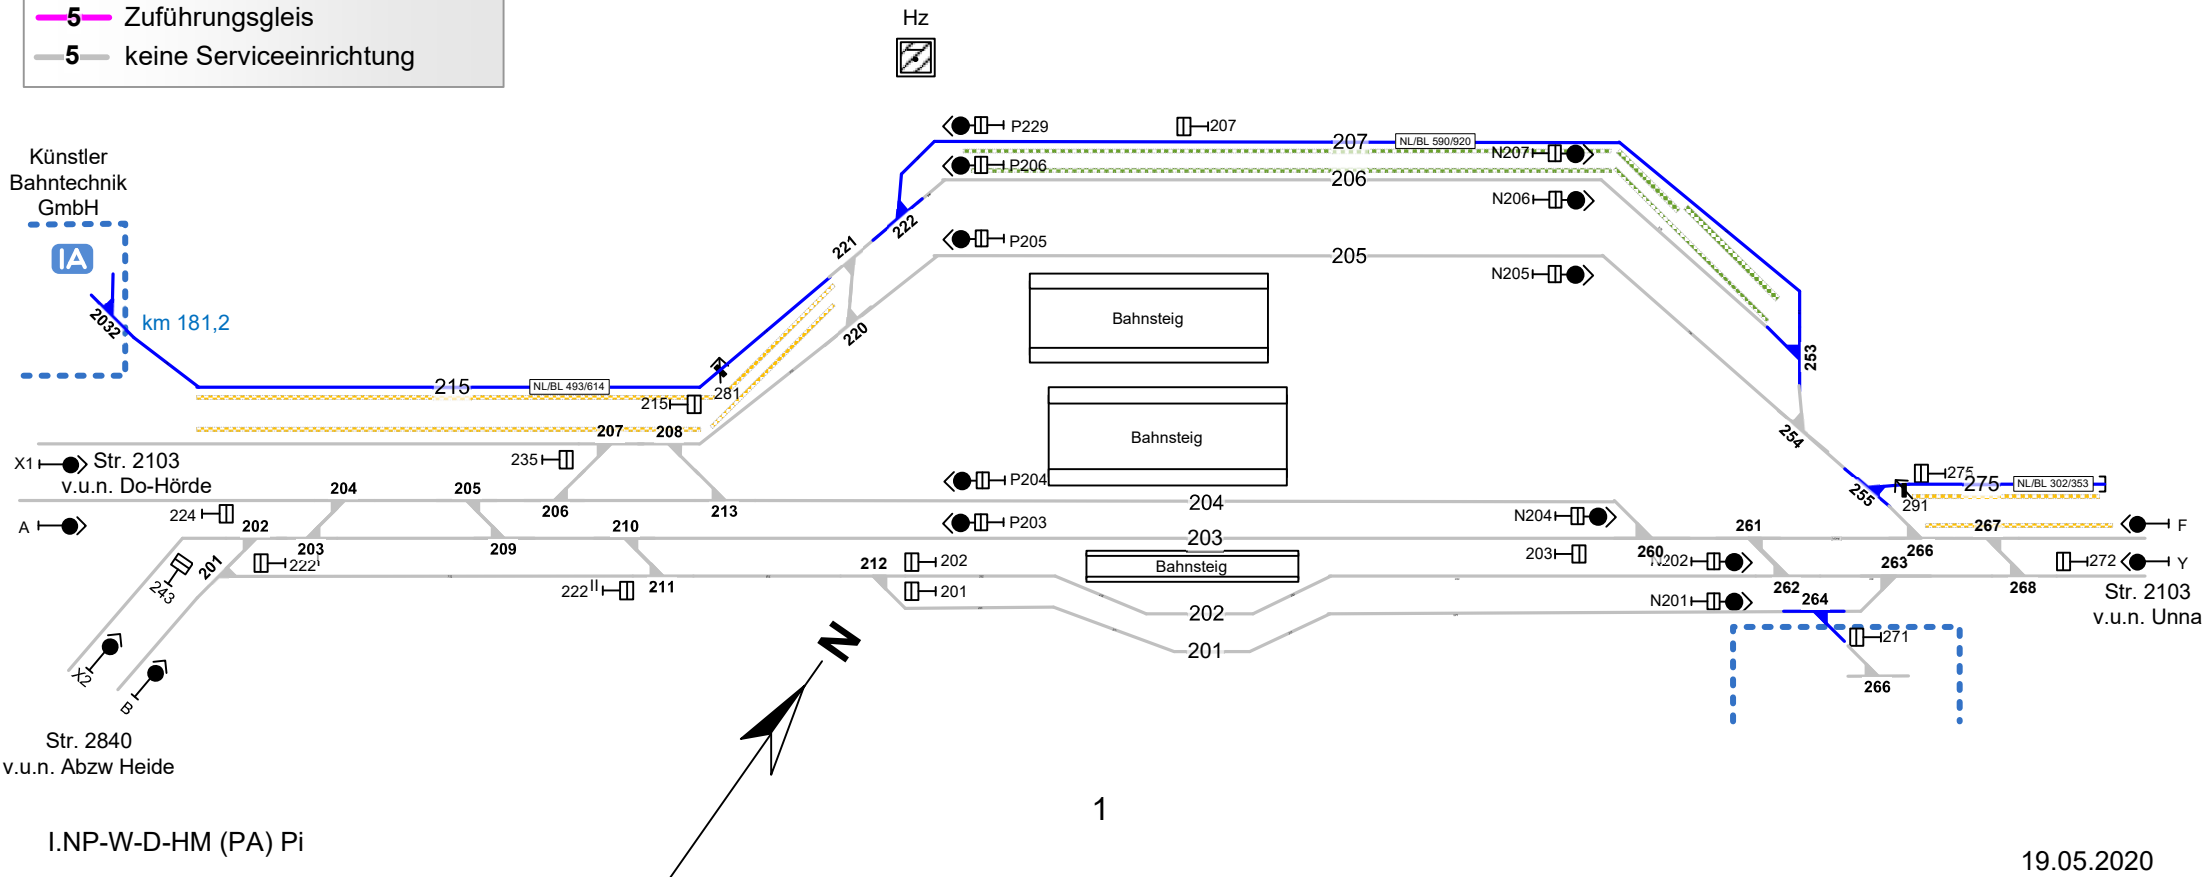 5 Zuführungsgleis
5 keine Serviceeinrichtung
Hz
Künstler
Bahntechnik
GmbH
IA
2032
km 181,2
P229
207
207
NL/BL 590/920
N207
P206
206
N206
222
221
P205
205
N205
220
Bahnsteig
253
215
NL/BL 493/614
281
215
Bahnsteig
254
207
208
X1
Str. 2103
v.u.n. Do-Hörde
235
P204
204
275
275
NL/BL 302/353
255
291
204
205
206
213
A
224
202
203
209
210
P203
203
N204
261
267
F
201
222I
243
222II
211
212
202
201
Bahnsteig
203
260
N202
262
263
266
272
Y
268
Str. 2103
v.u.n. Unna
202
201
N201
264
271
266
X2
B
N
Str. 2840
v.u.n. Abzw Heide
1
I.NP-W-D-HM (PA) Pi
19.05.2020